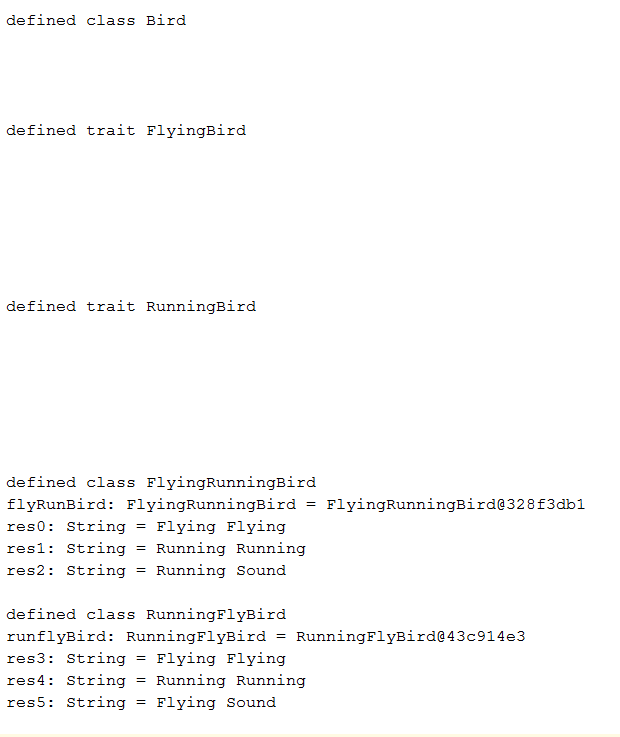 defined class Bird
defined trait FlyingBird
defined trait RunningBird
defined class FlyingRunningBird
flyRunBird: FlyingRunningBird = FlyingRunningBird@328f3db1
res0: String = Flying Flying
res1: String = Running Running
res2: String = Running Sound
defined class RunningFlyBird
runflyBird: RunningFlyBird = RunningFlyBird@43c914e3
res3: String = Flying Flying
res4: String = Running Running
res5: String = Flying Sound